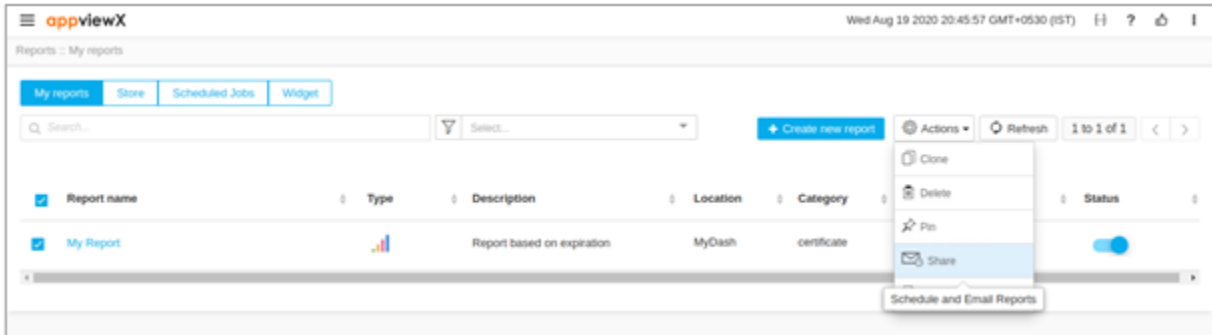 appviewX Wed Aug 19 2020 20:45:57 GMT+0530 (IST) ?
Reports :: My reports
My reports Store Scheduled Jobs Widget
Search... Select... + Create new report Actions Refresh 1 to 1 of 1
Clone
Report name Type Description Location Category Delete Status
Pin
My Report Report based on expiration MyDash certificate
Share
Schedule and Email Reports